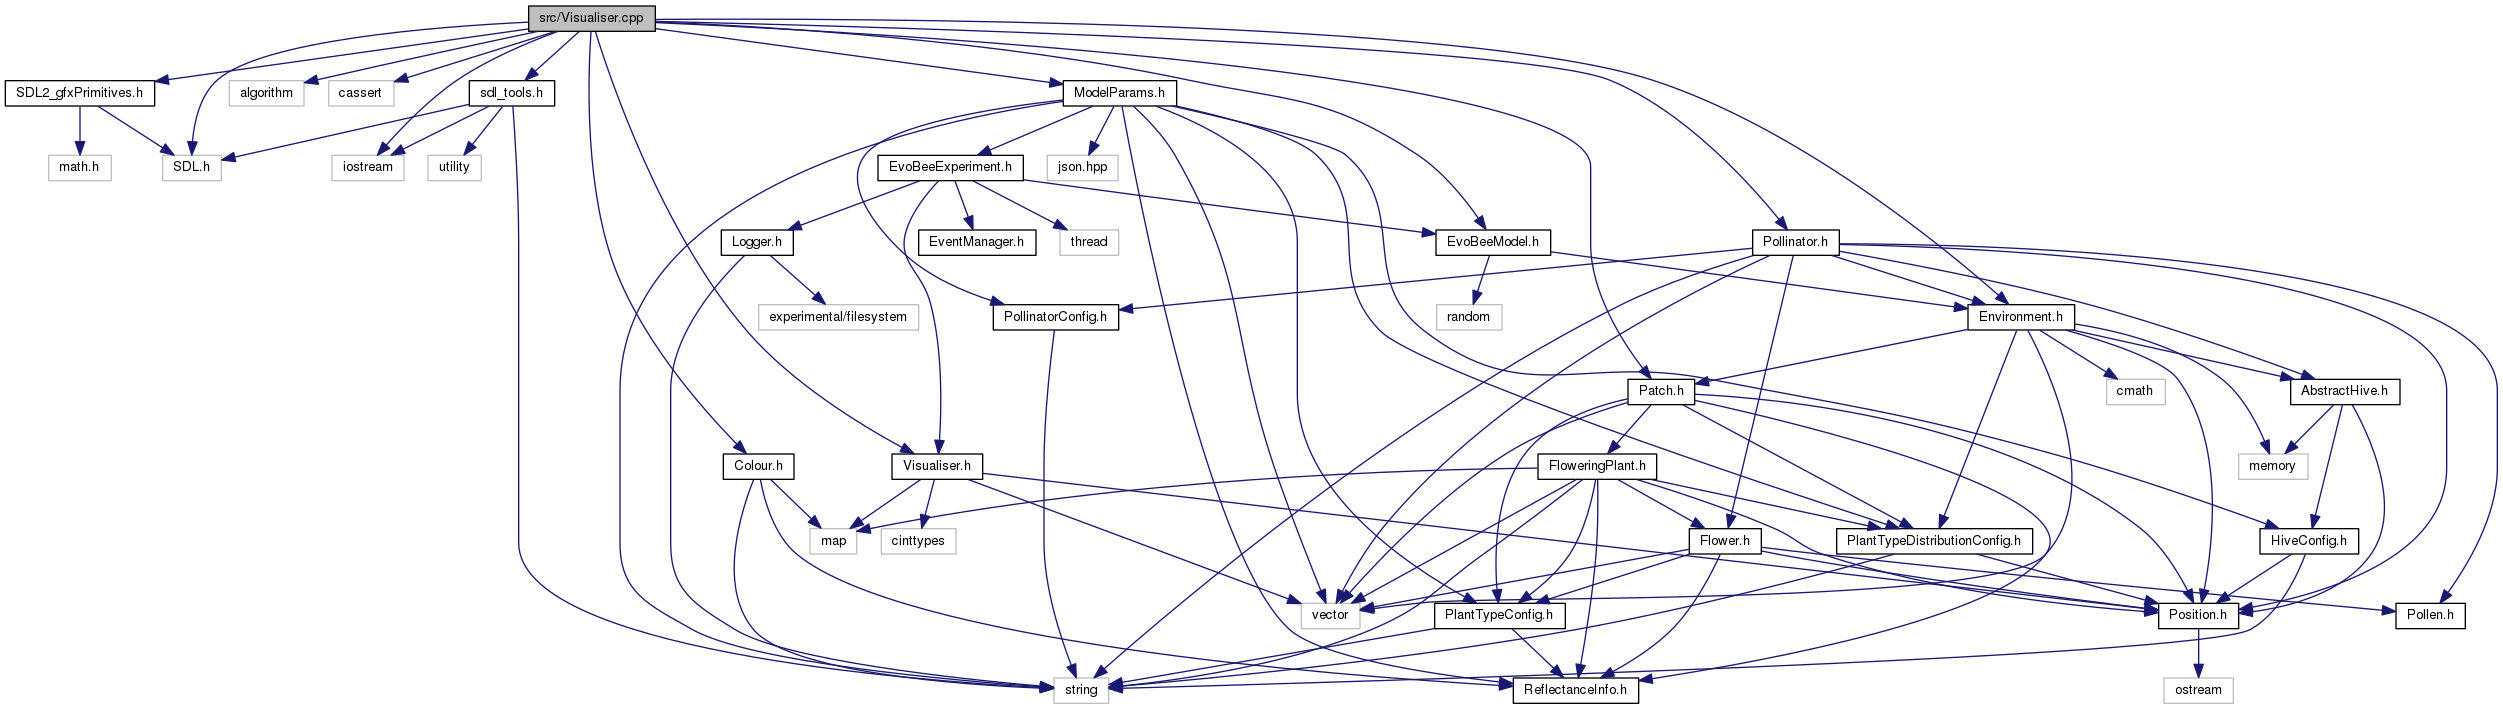 src/Visualiser.cpp
SDL2_gfxPrimitives.h
algorithm
cassert
sdl_tools.h
ModelParams.h
math.h
SDL.h
iostream
utility
EvoBeeExperiment.h
json.hpp
Logger.h
EventManager.h
thread
EvoBeeModel.h
Pollinator.h
experimental/filesystem
PollinatorConfig.h
random
Environment.h
Patch.h
cmath
AbstractHive.h
Colour.h
Visualiser.h
FloweringPlant.h
memory
map
cinttypes
Flower.h
PlantTypeDistributionConfig.h
HiveConfig.h
vector
PlantTypeConfig.h
Position.h
Pollen.h
string
ReflectanceInfo.h
ostream